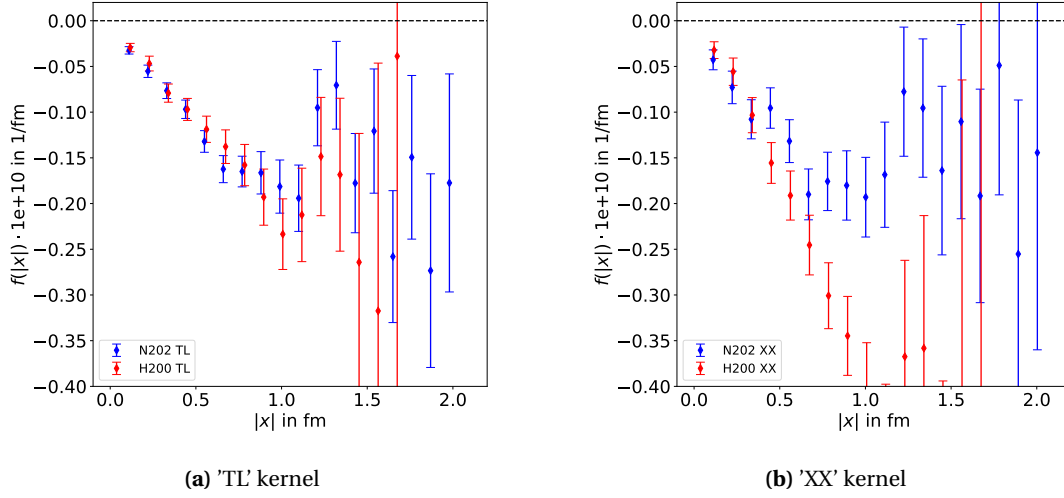 0.00
−0.05
−0.10
−0.15
−0.20
−0.25
−0.30
−0.35
−0.40
f(|x|) · 1e+10 in 1/fm
N202 TL
H200 TL
0.0 0.5 1.0 1.5 2.0
|x| in fm
(a) ’TL’ kernel
0.00
−0.05
−0.10
−0.15
−0.20
−0.25
−0.30
−0.35
−0.40
f(|x|) · 1e+10 in 1/fm
N202 XX
H200 XX
0.0 0.5 1.0 1.5 2.0
|x| in fm
(b) ’XX’ kernel